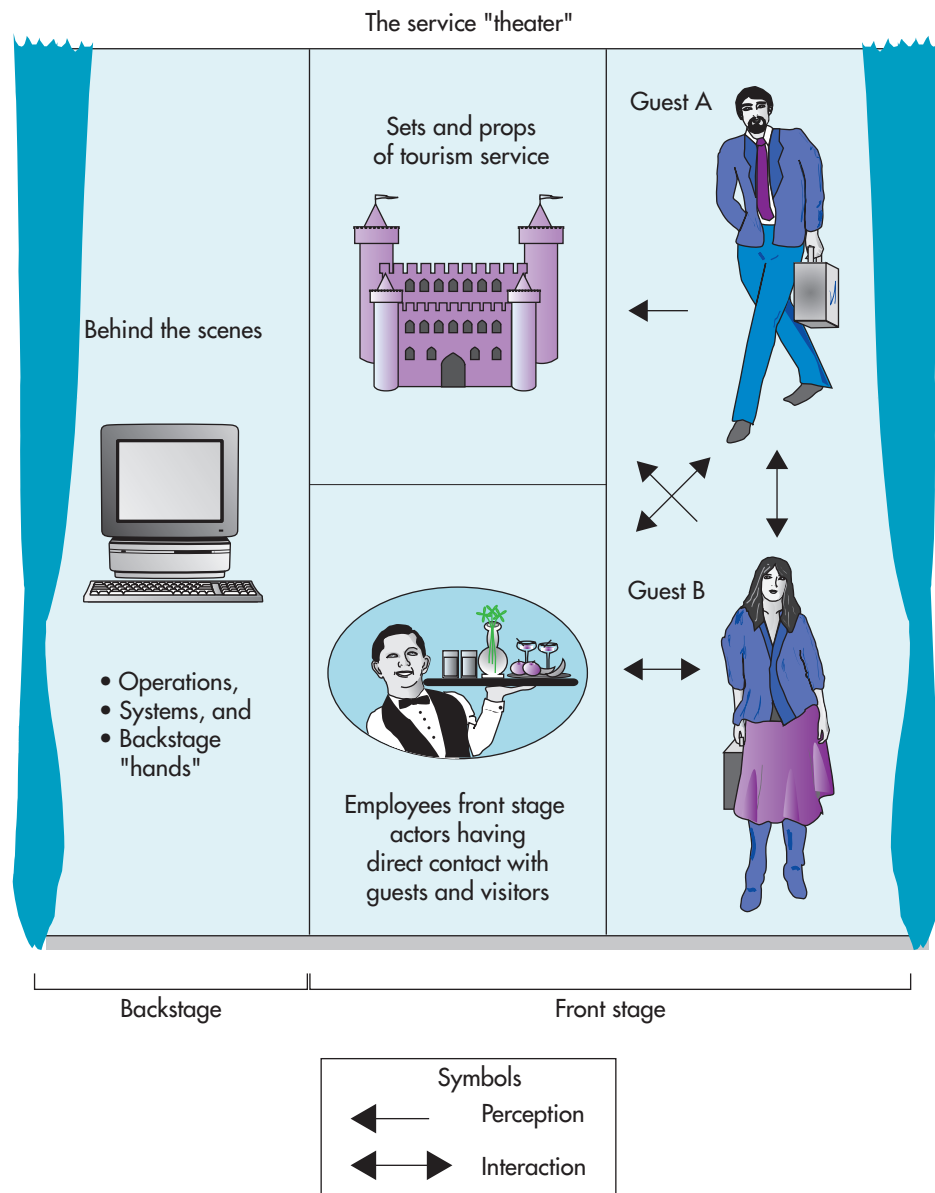 The service "theater"
Behind the scenes
• Operations,
• Systems, and
• Backstage
"hands"
Sets and props
of tourism service
Employees front stage
actors having
direct contact with
guests and visitors
Guest A
Guest B
Backstage
Front stage
Symbols
Perception
Interaction